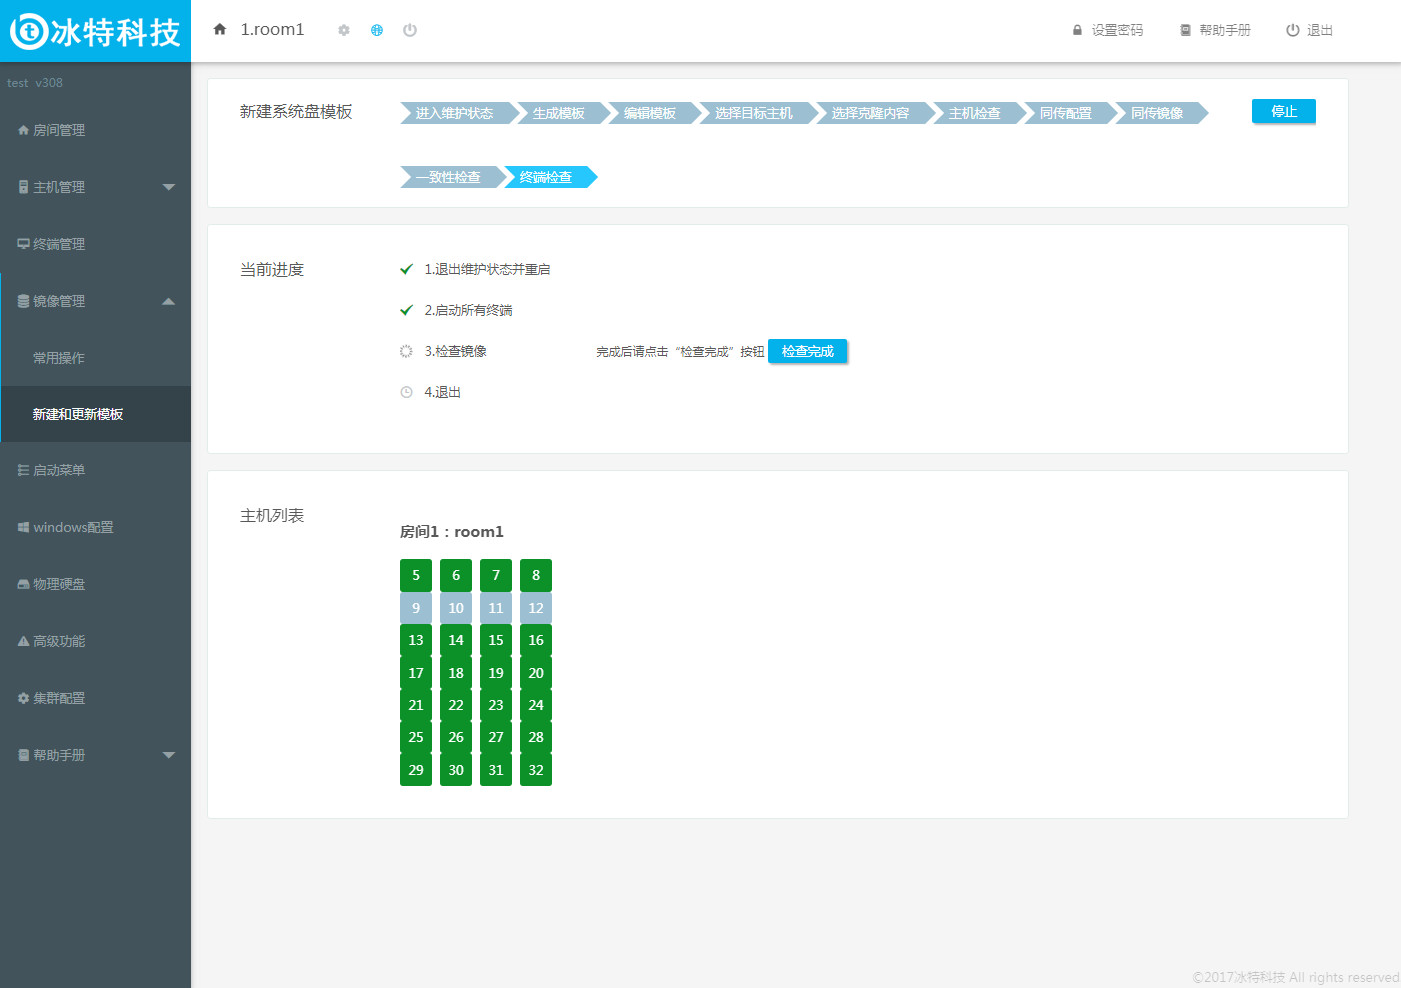 冰特科技
1.room1
设置密码
帮助手册
退出
test v308
房间管理
主机管理
终端管理
镜像管理
常用操作
新建和更新模板
启动菜单
windows配置
物理硬盘
高级功能
集群配置
帮助手册
新建系统盘模板
进入维护状态 生成模板 编辑模板 选择目标主机 选择克隆内容 主机检查 同传配置 同传镜像
停止
一致性检查 终端检查
当前进度
1.退出维护状态并重启
2.启动所有终端
3.检查镜像 完成后请点击“检查完成”按钮 检查完成
4.退出
主机列表
房间1：room1
5 6 7 8
9 10 11 12
13 14 15 16
17 18 19 20
21 22 23 24
25 26 27 28
29 30 31 32
©2017冰特科技 All rights reserved